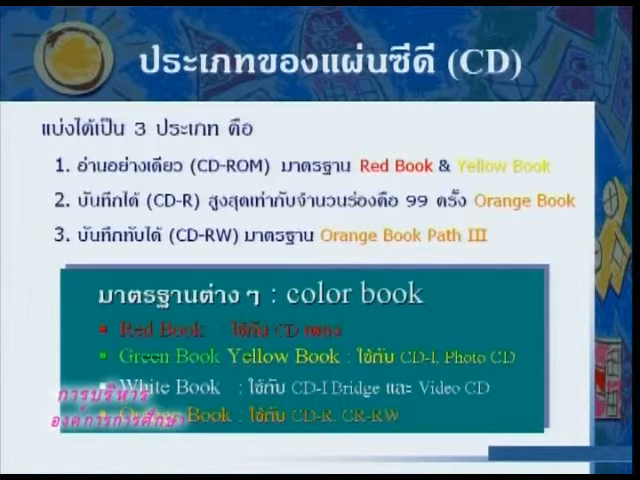 ประเภทของแผ่นซีดี (CD)
แบ่งได้เป็น 3 ประเภท คือ
1. อ่านอย่างเดียว (CD-ROM) มาตรฐาน Red Book & Yellow Book
2. บันทึกได้ (CD-R) สูงสุดเท่ากับจำนวนร่องคือ 99 ครั้ง Orange Book
3. บันทึกทับได้ (CD-RW) มาตรฐาน Orange Book Path III
มาตรฐานต่าง ๆ : color book
Red Book : ใช้กับ CD เพลง
Green Book Yellow Book : ใช้กับ CD-I, Photo CD
White Book : ใช้กับ CD-I Bridge และ Video CD
Orange Book : ใช้กับ CD-R, CR-RW
การบริหาร
องค์การการศึกษา